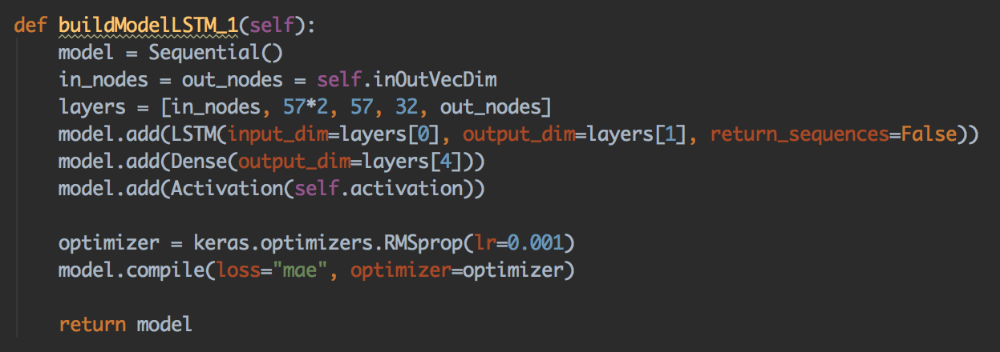 def buildModelLSTM_1(self):
    model = Sequential()
    in_nodes = out_nodes = self.inOutVecDim
    layers = [in_nodes, 57*2, 57, 32, out_nodes]
    model.add(LSTM(input_dim=layers[0], output_dim=layers[1], return_sequences=False))
    model.add(Dense(output_dim=layers[4]))
    model.add(Activation(self.activation))

    optimizer = keras.optimizers.RMSprop(lr=0.001)
    model.compile(loss="mae", optimizer=optimizer)

    return model